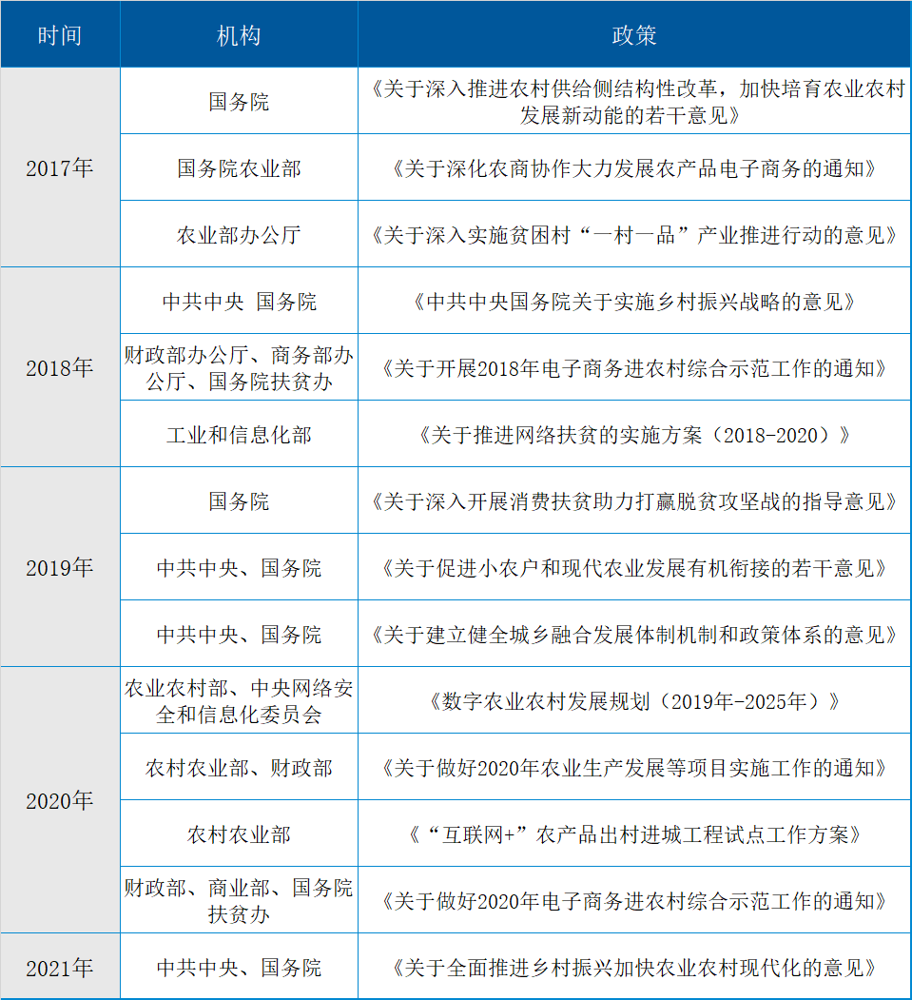 时间 机构 政策
2017年
国务院
《关于深入推进农村供给侧结构性改革，加快培育农业农村
发展新动能的若干意见》
国务院农业部
《关于深化农商协作大力发展农产品电子商务的通知》
农业部办公厅
《关于深入实施贫困村“一村一品”产业推进行动的意见》
2018年
中共中央 国务院
《中共中央国务院关于实施乡村振兴战略的意见》
财政部办公厅、商务部办
公厅、国务院扶贫办
《关于开展2018年电子商务进农村综合示范工作的通知》
工业和信息化部
《关于推进网络扶贫的实施方案（2018-2020）》
2019年
国务院
《关于深入开展消费扶贫助力打赢脱贫攻坚战的指导意见》
中共中央、国务院
《关于促进小农户和现代农业发展有机衔接的若干意见》
中共中央、国务院
《关于建立健全城乡融合发展体制机制和政策体系的意见》
2020年
农业农村部、中央网络安
全和信息化委员会
《数字农业农村发展规划（2019年-2025年）》
农村农业部、财政部
《关于做好2020年农业生产发展等项目实施工作的通知》
农村农业部
《“互联网+”农产品出村进城工程试点工作方案》
财政部、商业部、国务院
扶贫办
《关于做好2020年电子商务进农村综合示范工作的通知》
2021年
中共中央、国务院
《关于全面推进乡村振兴加快农业农村现代化的意见》